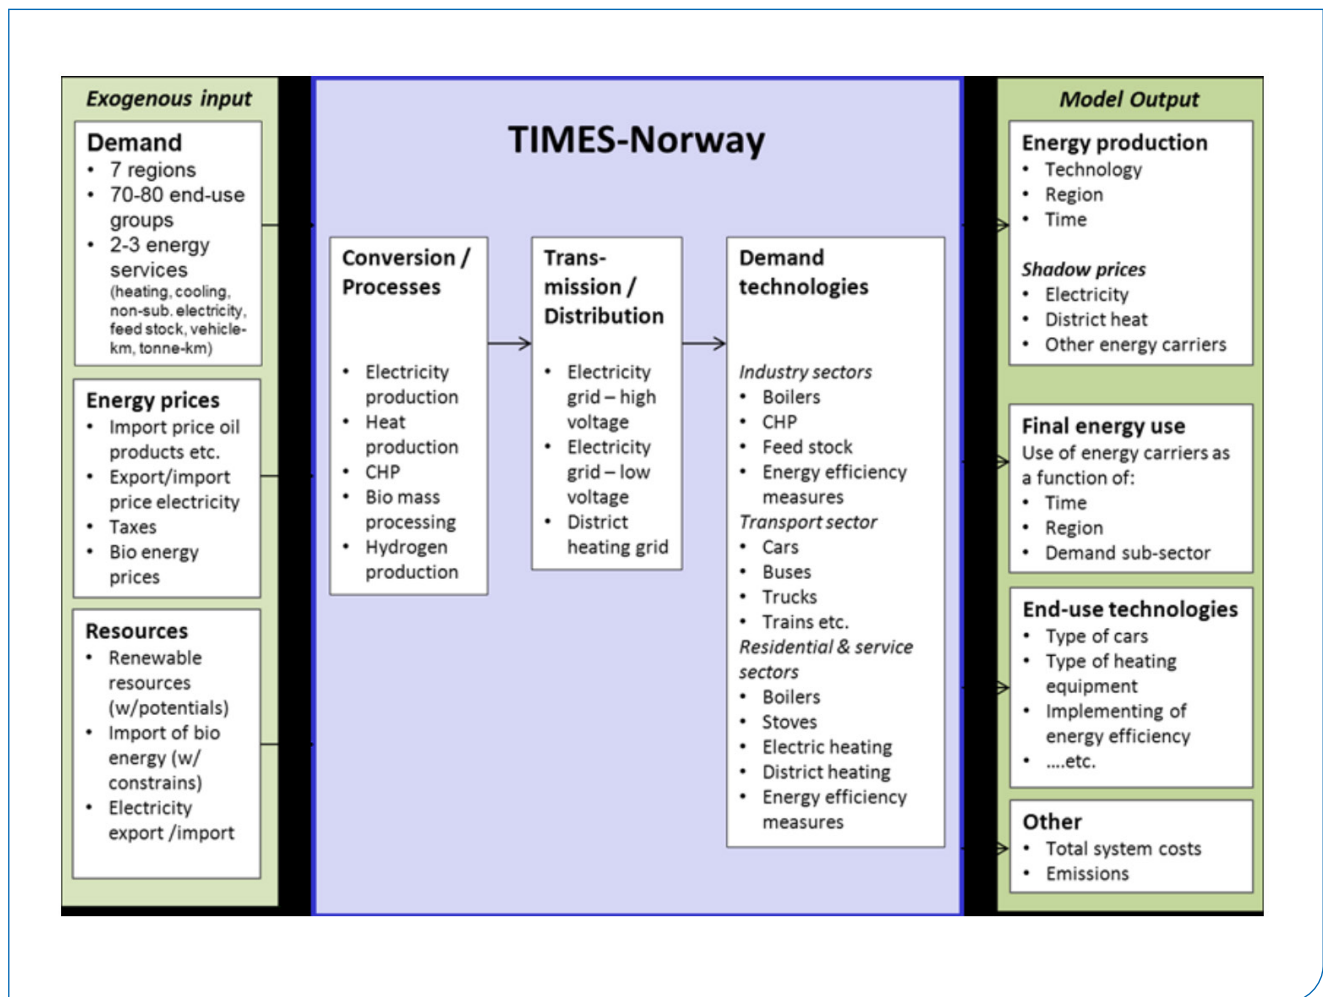 Exogenous input
Demand
• 7 regions
• 70-80 end-use
groups
• 2-3 energy
services
(heating, cooling,
non-sub. electricity,
feed stock, vehicle-
km, tonne-km)
Energy prices
• Import price oil
products etc.
• Export/import
price electricity
• Taxes
• Bio energy
prices
Resources
• Renewable
resources
(w/potentials)
• Import of bio
energy (w/
constrains)
• Electricity
export /import
TIMES-Norway
Conversion /
Processes
• Electricity
production
• Heat
production
• CHP
• Bio mass
processing
• Hydrogen
production
Trans-
mission /
Distribution
• Electricity
grid – high
voltage
• Electricity
grid – low
voltage
• District
heating grid
Demand
technologies
Industry sectors
• Boilers
• CHP
• Feed stock
• Energy efficiency
measures
Transport sector
• Cars
• Buses
• Trucks
• Trains etc.
Residential & service
sectors
• Boilers
• Stoves
• Electric heating
• District heating
• Energy efficiency
measures
Model Output
Energy production
• Technology
• Region
• Time
Shadow prices
• Electricity
• District heat
• Other energy carriers
Final energy use
Use of energy carriers as
a function of:
• Time
• Region
• Demand sub-sector
End-use technologies
• Type of cars
• Type of heating
equipment
• Implementing of
energy efficiency
• ....etc.
Other
• Total system costs
• Emissions